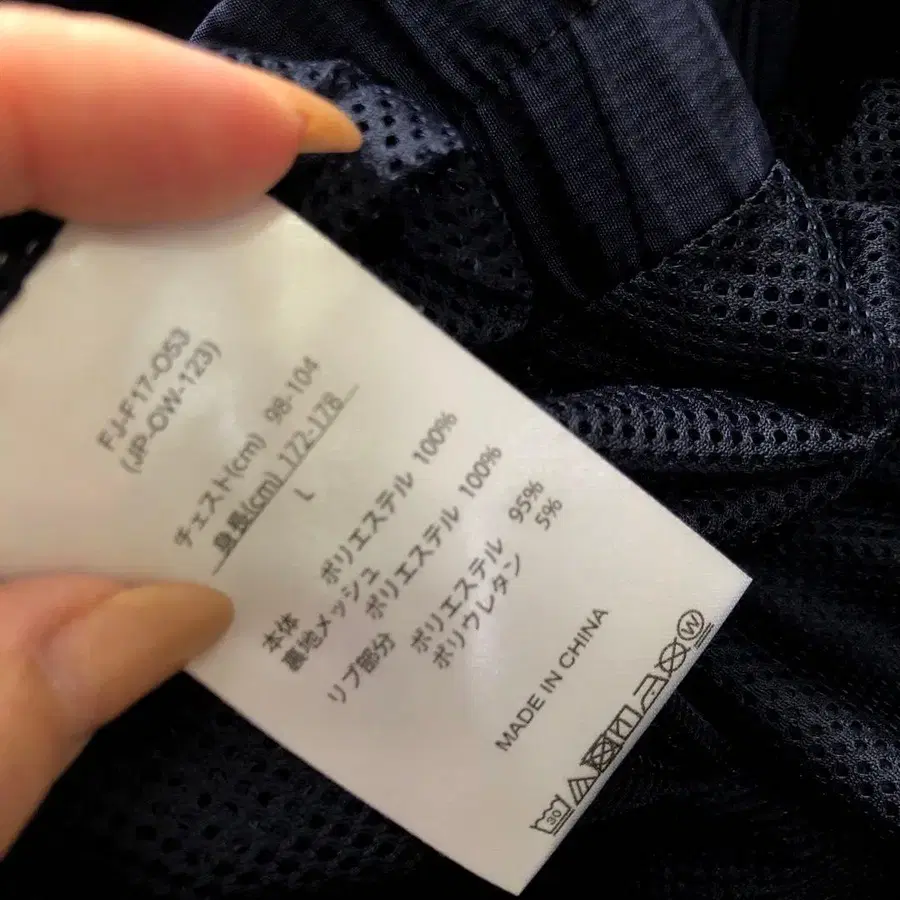 FJ-F17-OS3
(JP-OW-123)
チェスト(cm) 98-104
身長(cm) 172-178
L
本体 ポリエステル 100%
裏地メッシュ ポリエステル 100%
リブ部分 ポリエステル 95%
ポリウレタン 5%
MADE IN CHINA
30 W